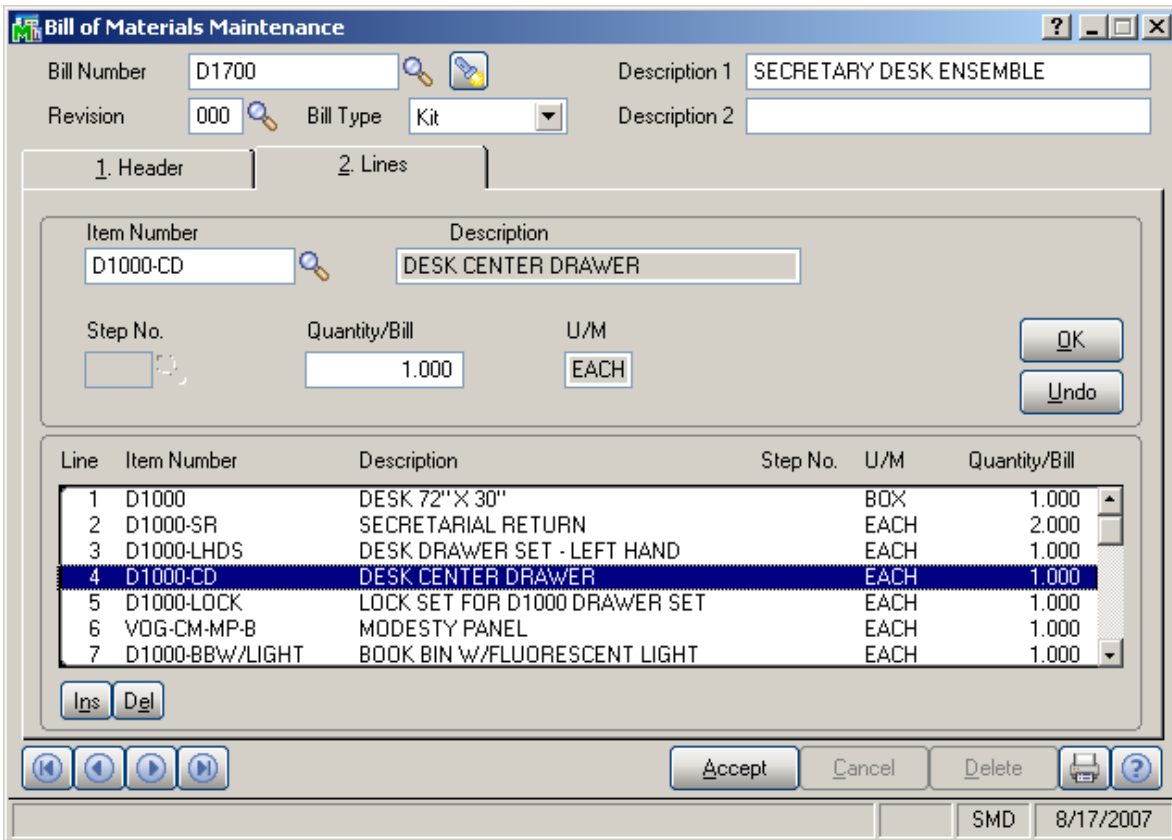 Bill of Materials Maintenance
Bill Number D1700 Description 1 SECRETARY DESK ENSEMBLE
Revision 000 Bill Type Kit Description 2
1. Header 2. Lines
Item Number Description
D1000-CD DESK CENTER DRAWER
Step No. Quantity/Bill U/M
1.000 EACH
OK
Undo
Line Item Number Description Step No. U/M Quantity/Bill
1 D1000 DESK 72" X 30" BOX 1.000
2 D1000-SR SECRETARIAL RETURN EACH 2.000
3 D1000-LHDS DESK DRAWER SET - LEFT HAND EACH 1.000
4 D1000-CD DESK CENTER DRAWER EACH 1.000
5 D1000-LOCK LOCK SET FOR D1000 DRAWER SET EACH 1.000
6 VOG-CM-MP-B MODESTY PANEL EACH 1.000
7 D1000-BBW/LIGHT BOOK BIN W/FLUORESCENT LIGHT EACH 1.000
Ins Del
Accept Cancel Delete
SMD 8/17/2007